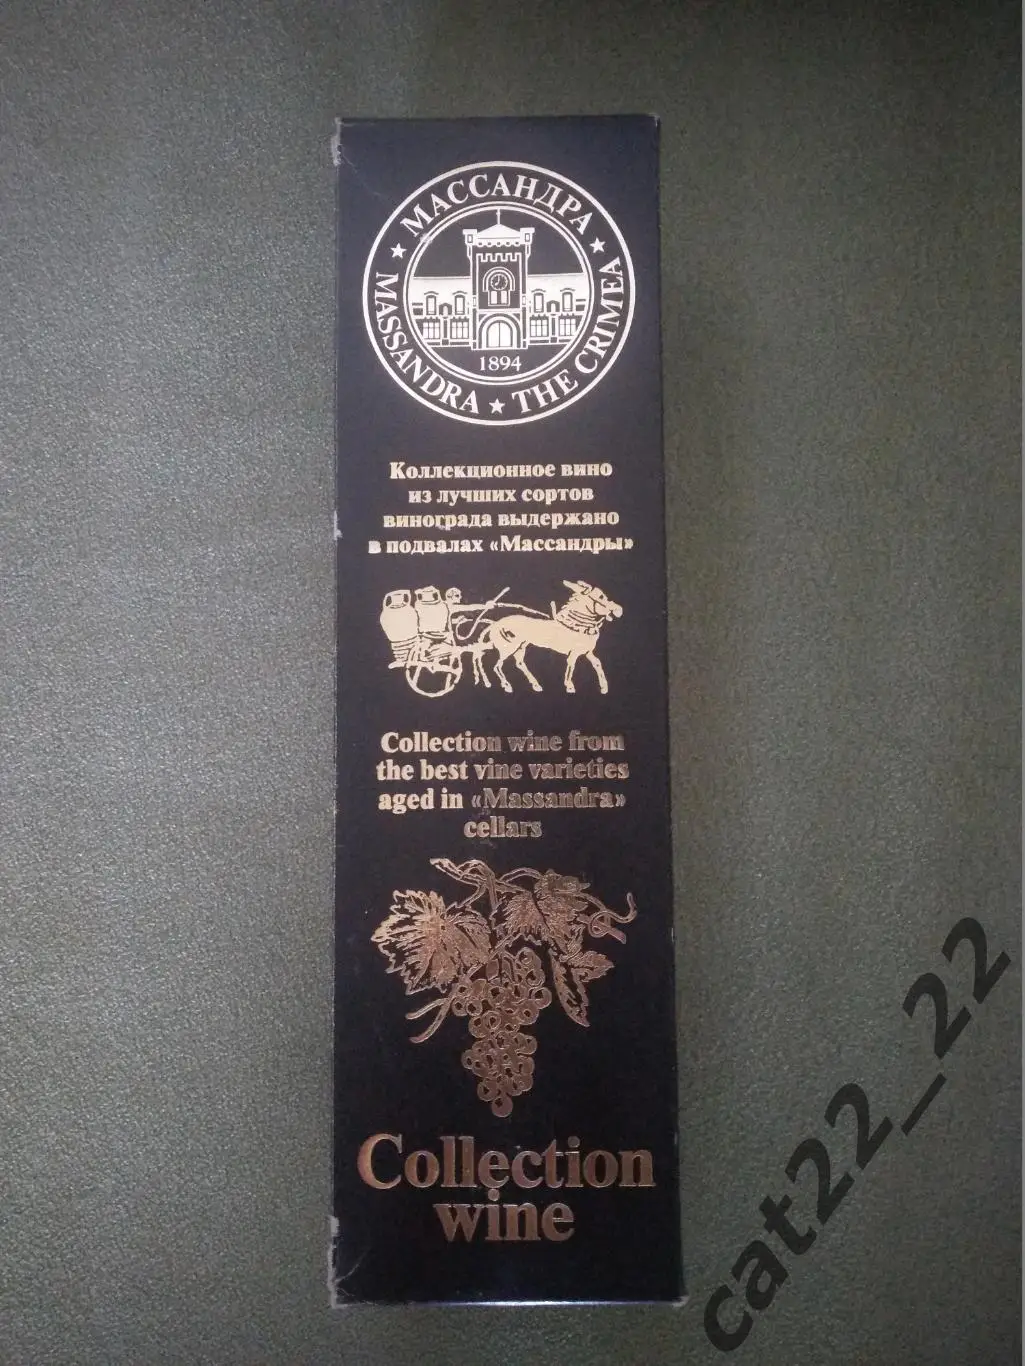 МАССАНДРА
MASSANDRA ★ THE CRIMEA
1894
Коллекционное вино
из лучших сортов
винограда выдержано
в подвалах «Массандры»
Collection wine from
the best vine varieties
aged in «Massandra»
cellars
Collection
wine
cat22_22